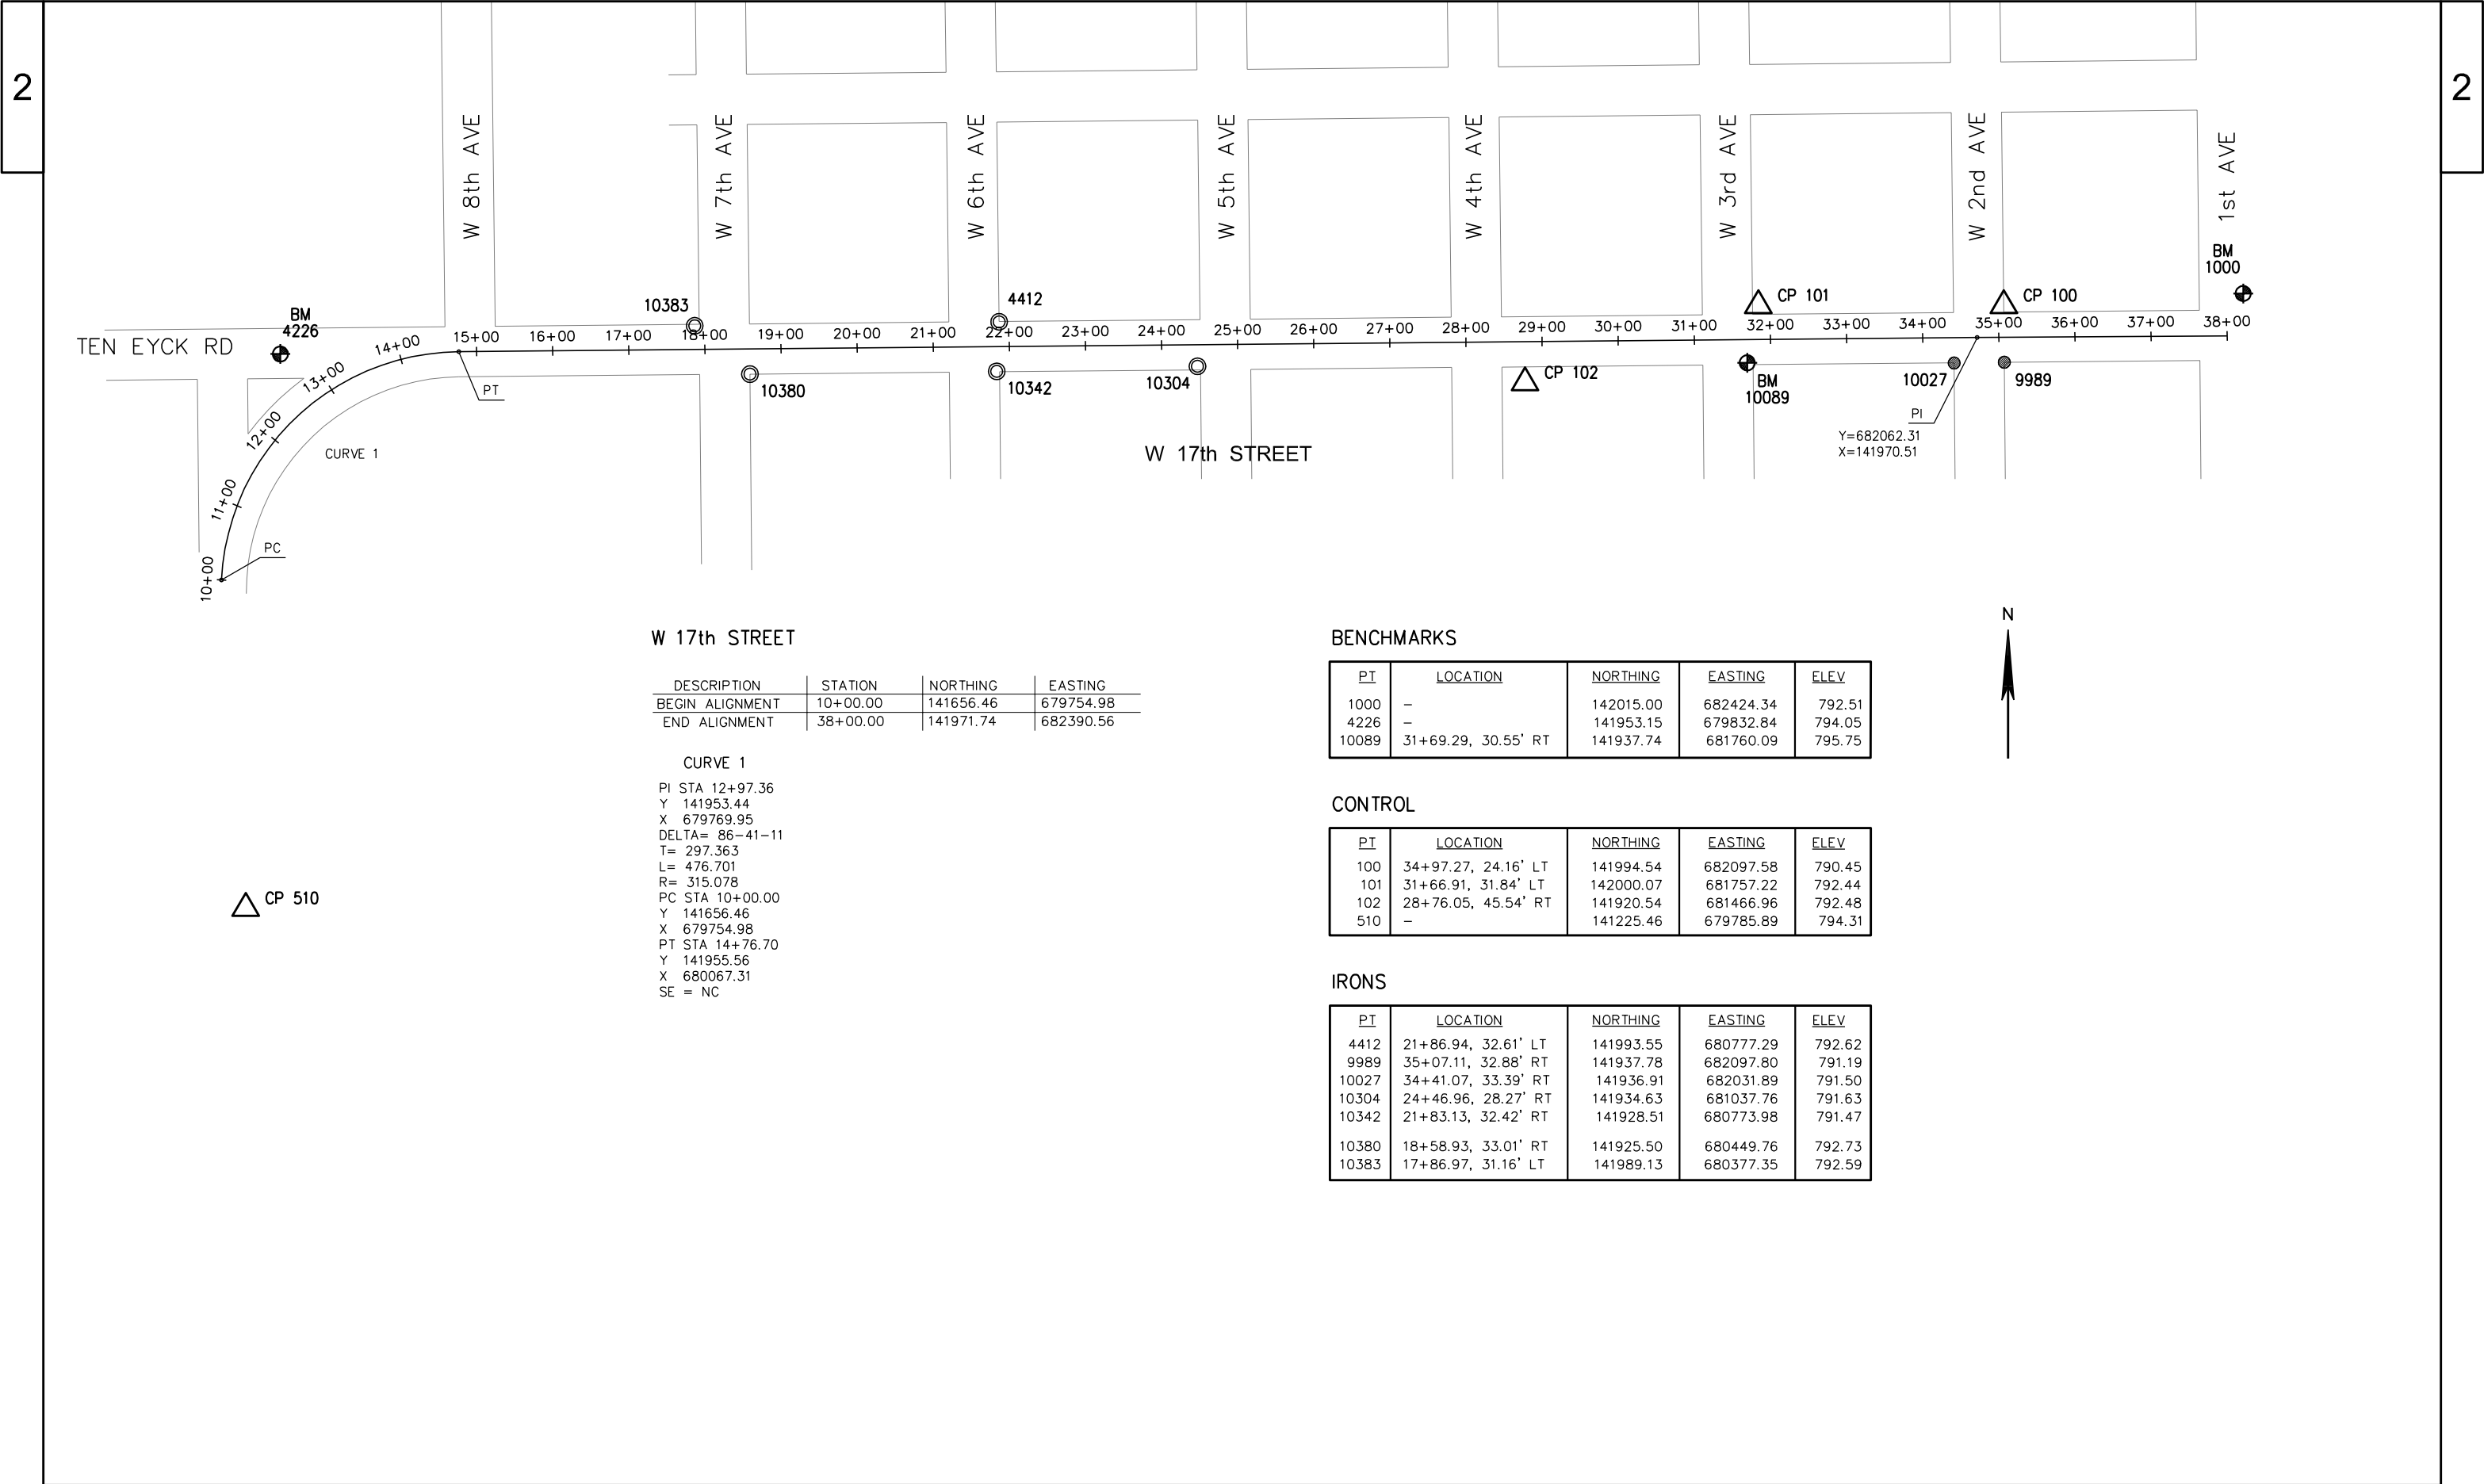 2
2
W 8th AVE
W 7th AVE
W 6th AVE
W 5th AVE
W 4th AVE
W 3rd AVE
W 2nd AVE
1st AVE
BM
1000
CP 101
CP 100
10383
4412
BM
4226
TEN EYCK RD
10+00
11+00
12+00
13+00
14+00
15+00
16+00
17+00
18+00
19+00
20+00
21+00
22+00
23+00
24+00
25+00
26+00
27+00
28+00
29+00
30+00
31+00
32+00
33+00
34+00
35+00
36+00
37+00
38+00
PT
10380
10342
10304
CP 102
BM
10089
10027
9989
PI
Y=682062.31
X=141970.51
CURVE 1
W 17th STREET
PC
N
W 17th STREET
DESCRIPTION STATION NORTHING EASTING
BEGIN ALIGNMENT 10+00.00 141656.46 679754.98
END ALIGNMENT 38+00.00 141971.74 682390.56
CURVE 1
PI STA 12+97.36
Y 141953.44
X 679769.95
DELTA= 86-41-11
T= 297.363
L= 476.701
R= 315.078
PC STA 10+00.00
Y 141656.46
X 679754.98
PT STA 14+76.70
Y 141955.56
X 680067.31
SE = NC
CP 510
BENCHMARKS
PT LOCATION NORTHING EASTING ELEV
1000 - 142015.00 682424.34 792.51
4226 - 141953.15 679832.84 794.05
10089 31+69.29, 30.55' RT 141937.74 681760.09 795.75
CONTROL
PT LOCATION NORTHING EASTING ELEV
100 34+97.27, 24.16' LT 141994.54 682097.58 790.45
101 31+66.91, 31.84' LT 142000.07 681757.22 792.44
102 28+76.05, 45.54' RT 141920.54 681466.96 792.48
510 - 141225.46 679785.89 794.31
IRONS
PT LOCATION NORTHING EASTING ELEV
4412 21+86.94, 32.61' LT 141993.55 680777.29 792.62
9989 35+07.11, 32.88' RT 141937.78 682097.80 791.19
10027 34+41.07, 33.39' RT 141936.91 682031.89 791.50
10304 24+46.96, 28.27' RT 141934.63 681037.76 791.63
10342 21+83.13, 32.42' RT 141928.51 680773.98 791.47
10380 18+58.93, 33.01' RT 141925.50 680449.76 792.73
10383 17+86.97, 31.16' LT 141989.13 680377.35 792.59